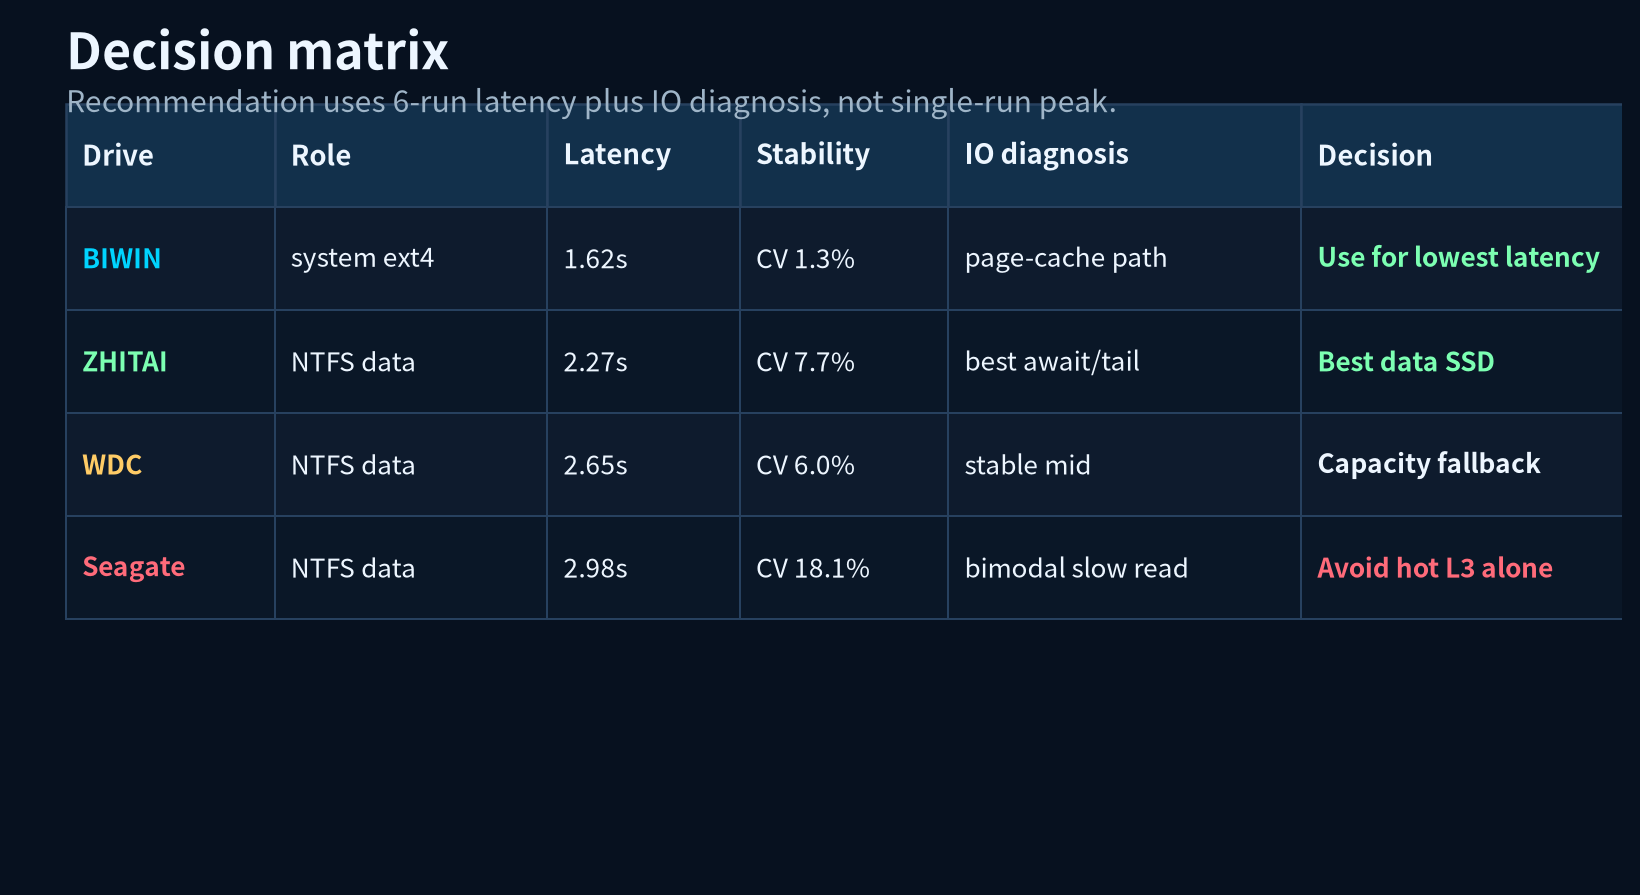 Decision matrix
Recommendation uses 6-run latency plus IO diagnosis, not single-run peak.
Drive Role Latency Stability IO diagnosis Decision
BIWIN system ext4 1.62s CV 1.3% page-cache path Use for lowest latency
ZHITAI NTFS data 2.27s CV 7.7% best await/tail Best data SSD
WDC NTFS data 2.65s CV 6.0% stable mid Capacity fallback
Seagate NTFS data 2.98s CV 18.1% bimodal slow read Avoid hot L3 alone